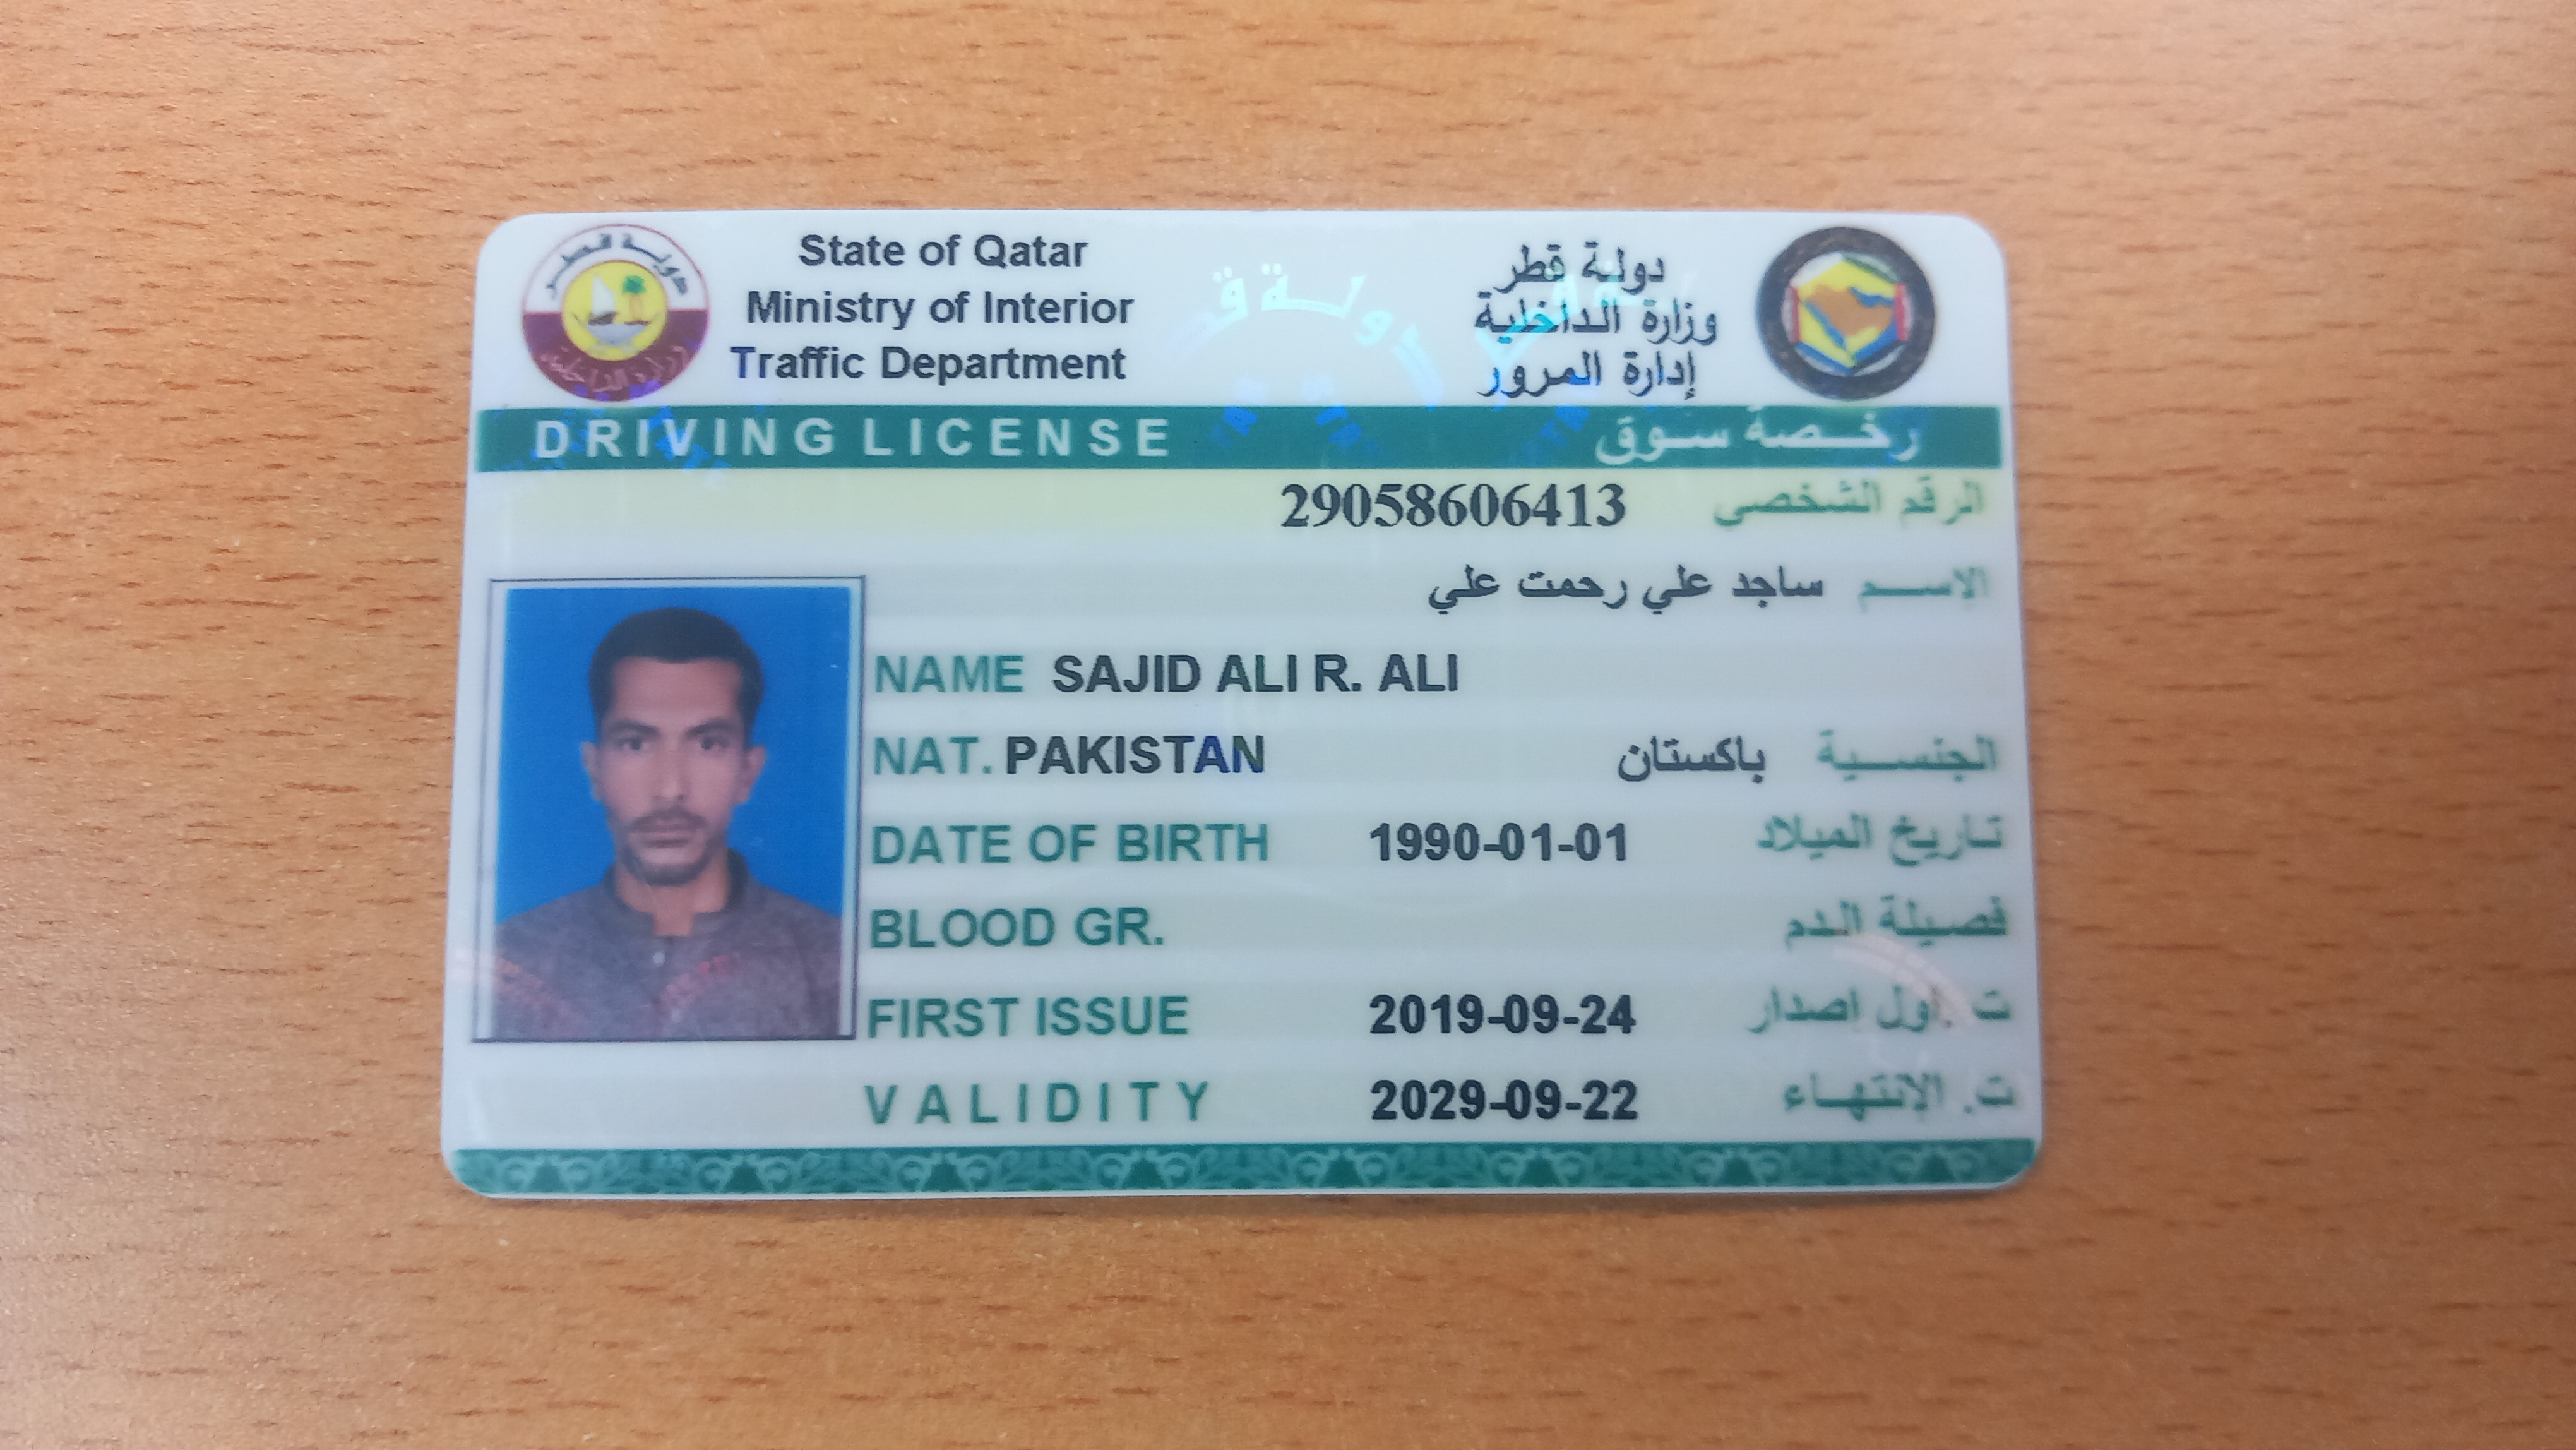 State of Qatar دولة قطر
Ministry of Interior وزارة الداخلية
Traffic Department إدارة المرور
DRIVING LICENSE رخصة سوق
29058606413 الرقم الشخصى
الاسم ساجد علي رحمت علي
NAME SAJID ALI R. ALI
NAT. PAKISTAN باكستان الجنسية
DATE OF BIRTH 1990-01-01 تاريخ الميلاد
BLOOD GR. فصيلة الدم
FIRST ISSUE 2019-09-24 ت. اول اصدار
VALIDITY 2029-09-22 ت. الانتهاء